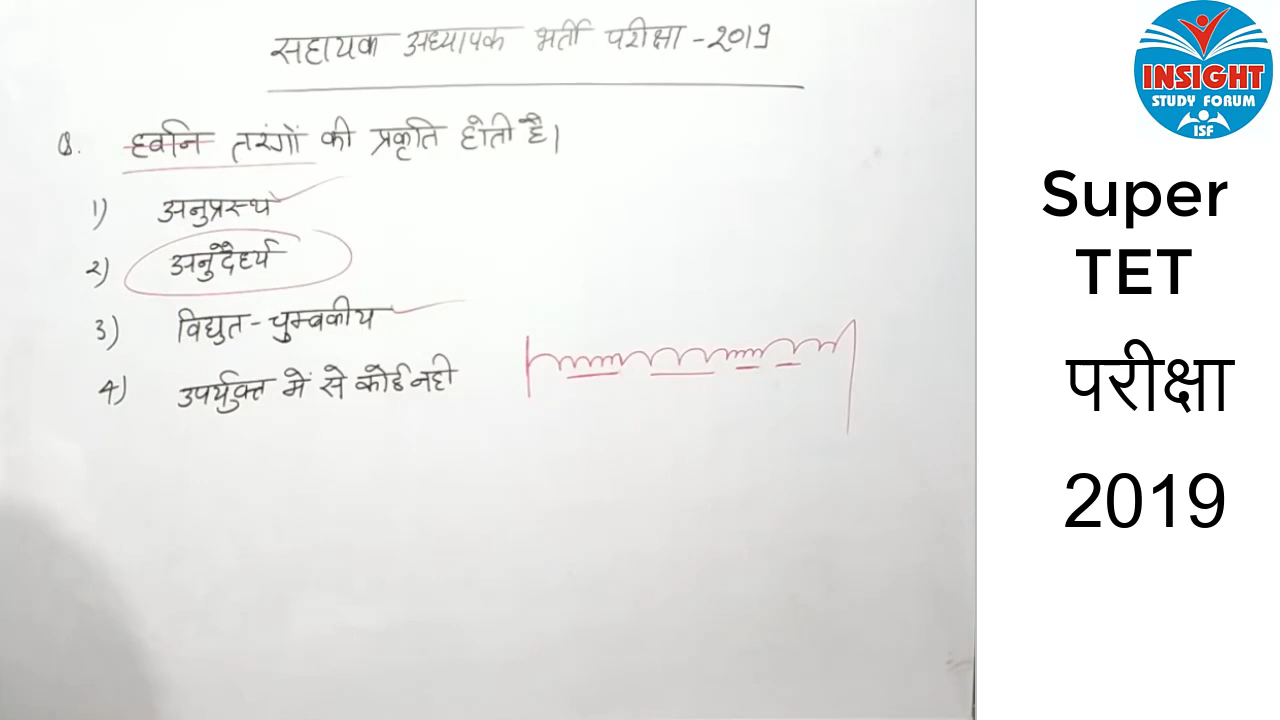 सहायक अध्यापक भर्ती परीक्षा - 2019
Q. ध्वनि तरंगों की प्रकृति होती है।
1) अनुप्रस्थ
2) अनुदैर्ध्य
3) विद्युत - चुम्बकीय
4) उपर्युक्त में से कोई नही
INSIGHT
STUDY FORUM
ISF
Super
TET
परीक्षा
2019